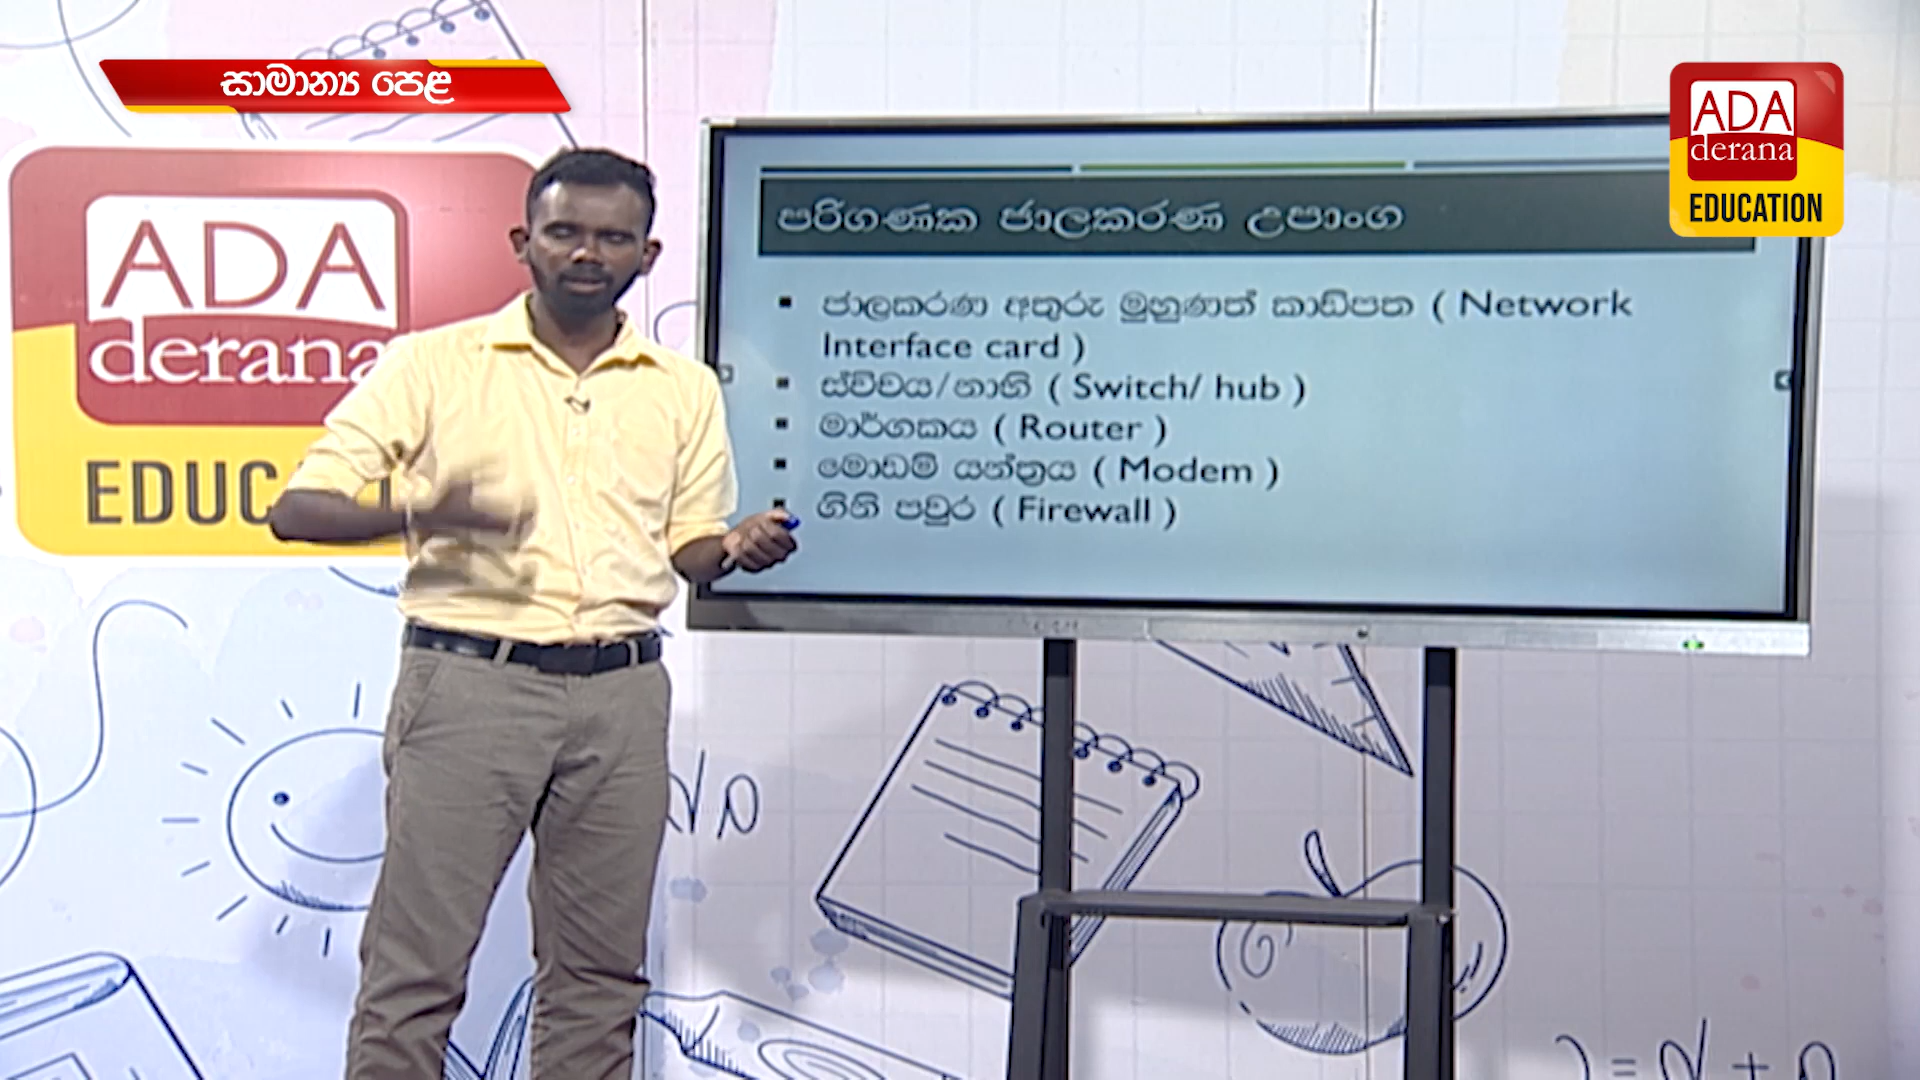 සාමාන්‍ය පෙළ
ADA
derana
EDUCATION
ADA
derana
EDUC
පරිගණක ජාලකරණ උපාංග
▪ ජාලකරණ අතුරු මුහුණත් කාඩ්පත ( Network
Interface card )
▪ ස්විචය/නාභි ( Switch/ hub )
▪ මාර්ගකය ( Router )
▪ මොඩම් යන්ත්‍රය ( Modem )
▪ ගිනි පවුර ( Firewall )